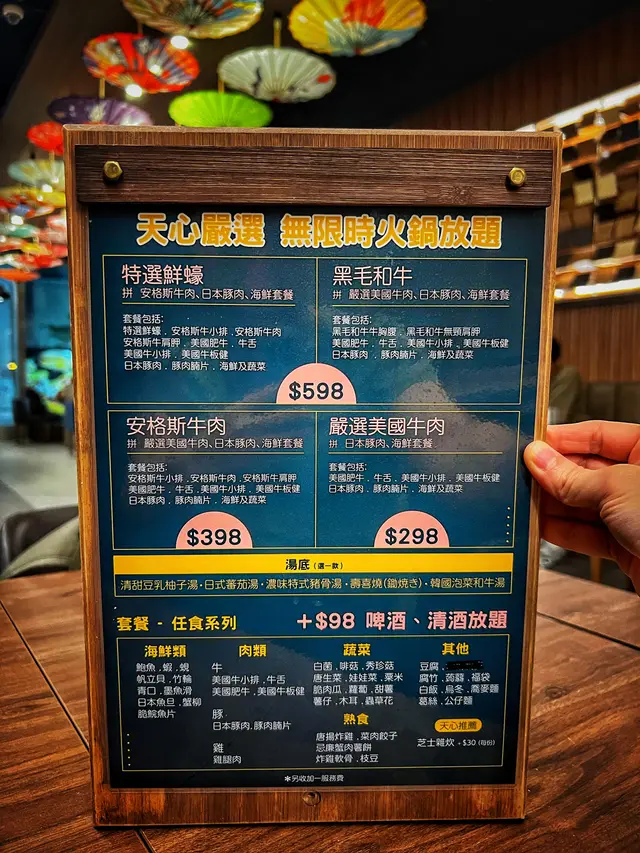 天心嚴選 無限時火鍋放題
特選鮮蠔
拼 安格斯牛肉、日本豚肉、海鮮套餐
套餐包括:
特選鮮蠔 . 安格斯牛小排 . 安格斯牛肉
安格斯牛肩胛 . 美國肥牛 . 牛舌
美國牛小排 . 美國牛板健
日本豚肉 . 豚肉腩片 . 海鮮及蔬菜
黑毛和牛
拼 嚴選美國牛肉、日本豚肉、海鮮套餐
套餐包括:
黑毛和牛牛胸腹 . 黑毛和牛無頸肩胛
美國肥牛 . 牛舌 . 美國牛小排 . 美國牛板健
日本豚肉 . 豚肉腩片 . 海鮮及蔬菜
$598
安格斯牛肉
拼 嚴選美國牛肉、日本豚肉、海鮮套餐
套餐包括:
安格斯牛小排 . 安格斯牛肉 . 安格斯牛肩胛
美國肥牛 . 牛舌 . 美國牛小排 . 美國牛板健
日本豚肉 . 豚肉腩片 . 海鮮及蔬菜
$398
嚴選美國牛肉
拼 日本豚肉、海鮮套餐
套餐包括:
美國肥牛 . 牛舌 . 美國牛小排 . 美國牛板健
日本豚肉 . 豚肉腩片 . 海鮮及蔬菜
$298
湯底 (選一款)
清甜豆乳柚子湯・日式蕃茄湯・濃味特式豬骨湯・壽喜燒(鋤焼き)・韓國泡菜和牛湯
套餐 - 任食系列
+$98 啤酒、清酒放題
海鮮類
鮑魚 . 蝦 . 蜆
帆立貝 . 竹輪
青口 . 墨魚滑
日本魚旦 . 蟹柳
脆鯇魚片
肉類
牛
美國牛小排 . 牛舌
美國肥牛 . 美國牛板健
豚
日本豚肉 . 豚肉腩片
雞
雞腿肉
蔬菜
白菌 . 啡菇 . 秀珍菇
唐生菜 . 娃娃菜 . 粟米
脆肉瓜 . 蘿蔔 . 甜薯
薯仔 . 木耳 . 蟲草花
熟食
唐揚炸雞 . 菜肉餃子
忌廉蟹肉薯餅
炸雞軟骨 . 枝豆
其他
豆腐 .
腐竹 . 蒟蒻 . 福袋
白飯 . 烏冬 . 蕎麥麵
葛絲 . 公仔麵
天心推薦
芝士雜炊 +$30 (每份)
*另收加一服務費